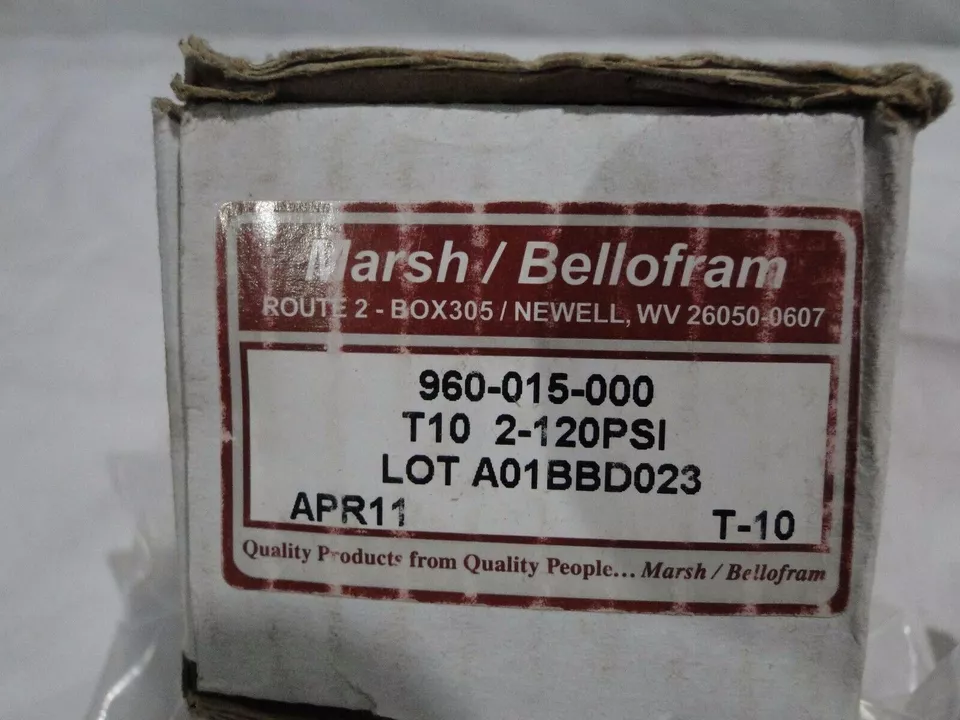 Marsh / Bellofram
ROUTE 2 - BOX305 / NEWELL, WV 26050-0607
960-015-000
T10 2-120PSI
LOT A01BBD023
APR11 T-10
Quality Products from Quality People... Marsh / Bellofram